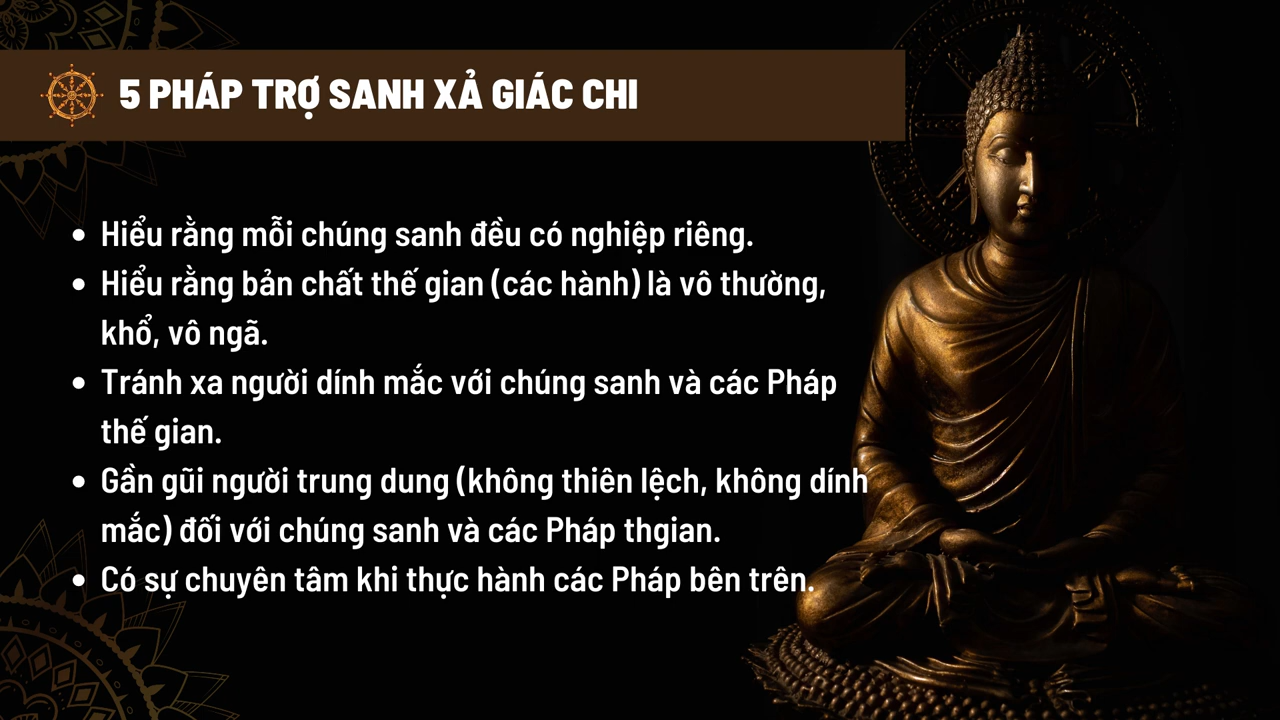 5 PHÁP TRỢ SANH XẢ GIÁC CHI
• Hiểu rằng mỗi chúng sanh đều có nghiệp riêng.
• Hiểu rằng bản chất thế gian (các hành) là vô thường,
khổ, vô ngã.
• Tránh xa người dính mắc với chúng sanh và các Pháp
thế gian.
• Gần gũi người trung dung (không thiên lệch, không dính
mắc) đối với chúng sanh và các Pháp thgian.
• Có sự chuyên tâm khi thực hành các Pháp bên trên.